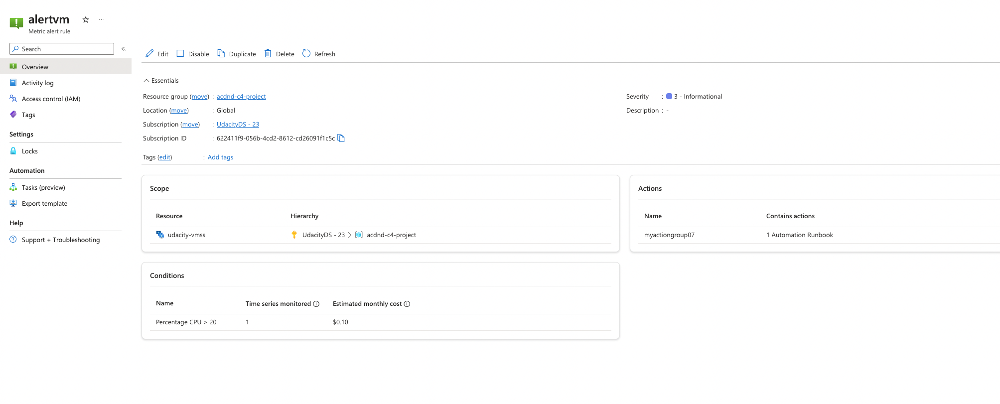 alertvm
Metric alert rule
Search
Overview
Activity log
Access control (IAM)
Tags
Settings
Locks
Automation
Tasks (preview)
Export template
Help
Support + Troubleshooting
Edit Disable Duplicate Delete Refresh
Essentials
Resource group (move) : acdnd-c4-project
Location (move) : Global
Subscription (move) : UdacityDS - 23
Subscription ID : 622411f9-056b-4cd2-8612-cd26091f1c5c
Tags (edit) : Add tags
Severity : 3 - Informational
Description : -
Scope
Resource Hierarchy
udacity-vmss UdacityDS - 23 > acdnd-c4-project
Actions
Name Contains actions
myactiongroup07 1 Automation Runbook
Conditions
Name Time series monitored Estimated monthly cost
Percentage CPU > 20 1 $0.10